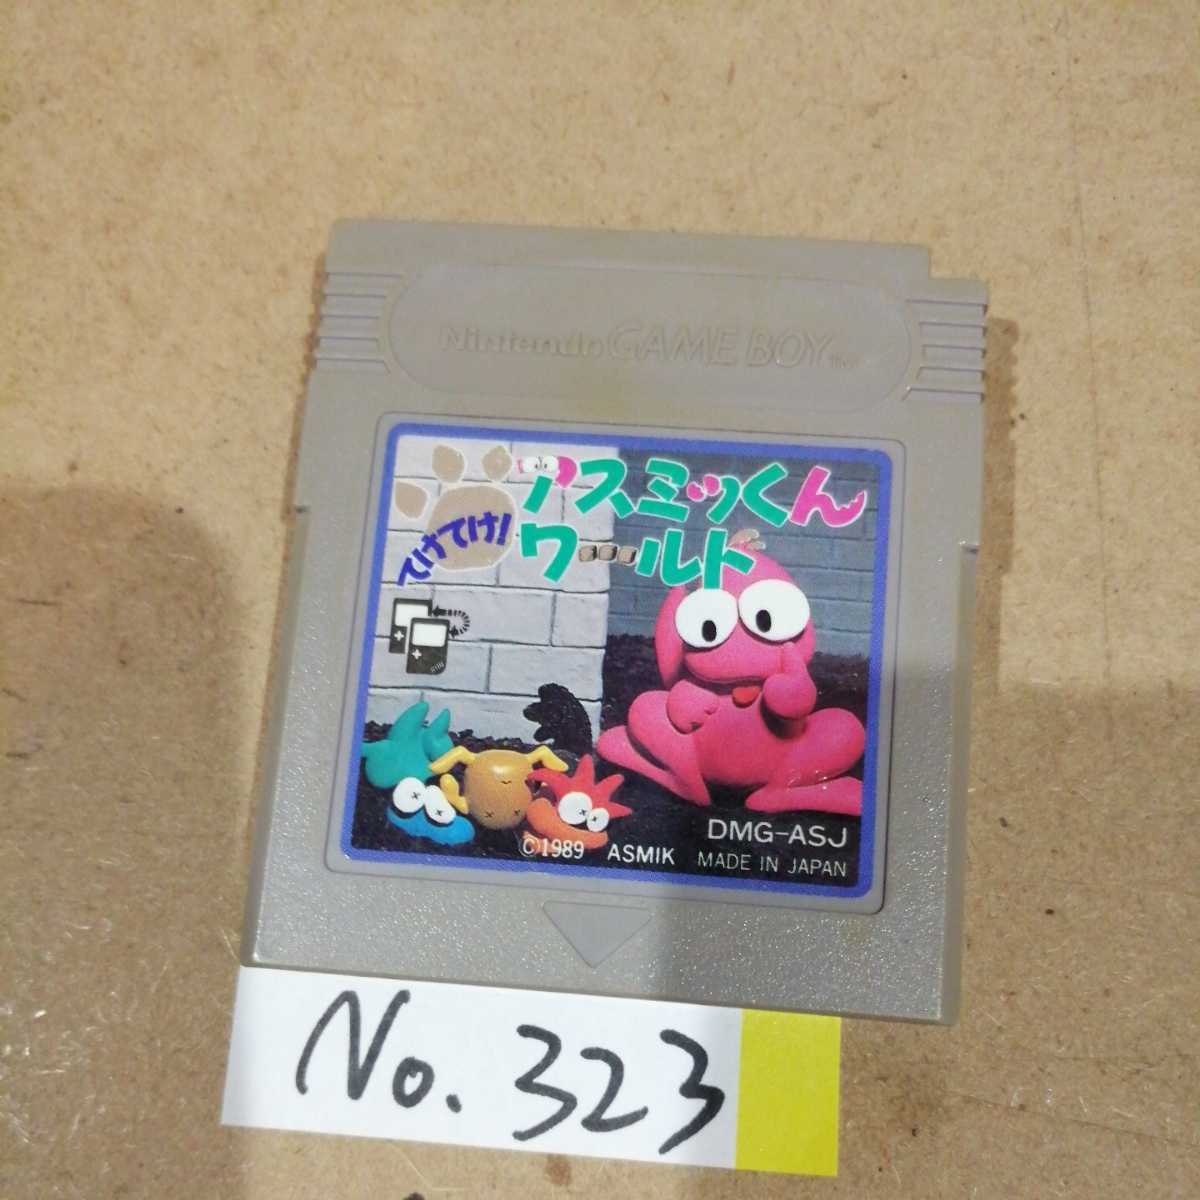 Nintendo GAME BOY™
てけてけ!
アスミッくん
ワールド
DMG-ASJ
©1989 ASMIK MADE IN JAPAN
No. 323